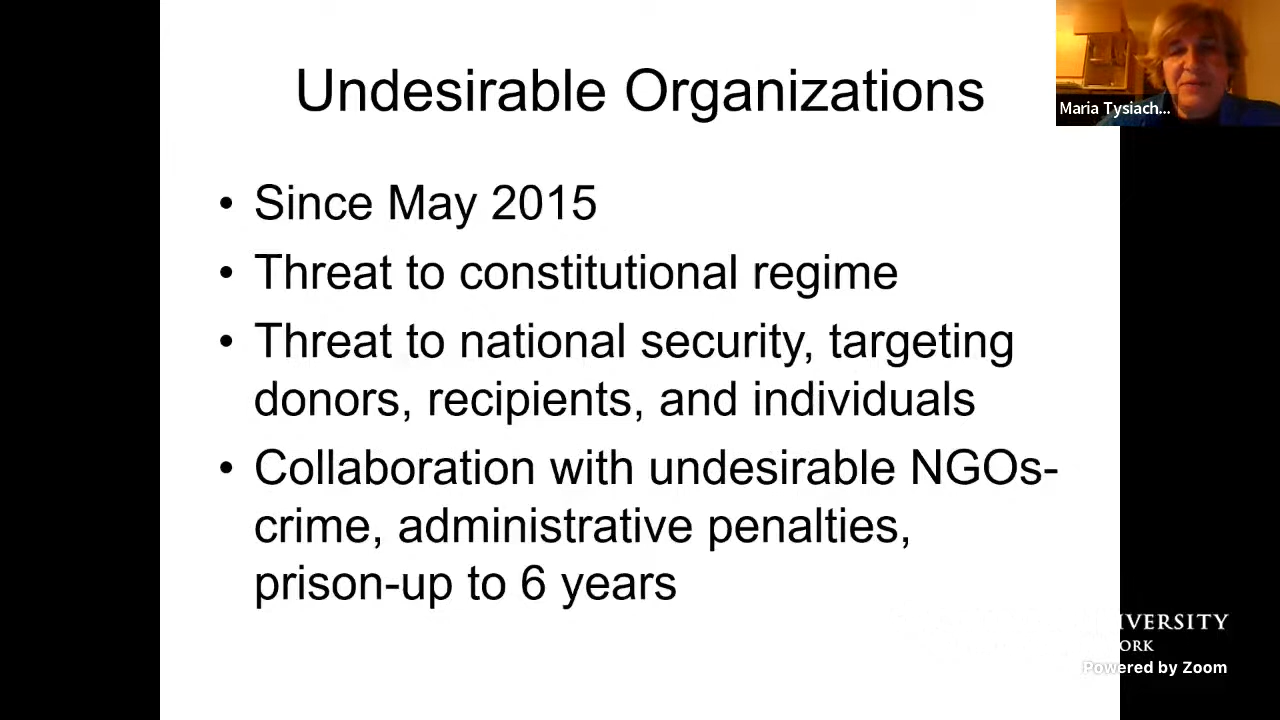 Undesirable Organizations
Maria Tysiach...
• Since May 2015
• Threat to constitutional regime
• Threat to national security, targeting
donors, recipients, and individuals
• Collaboration with undesirable NGOs-
crime, administrative penalties,
prison-up to 6 years
IVERSITY
ORK
Powered by Zoom